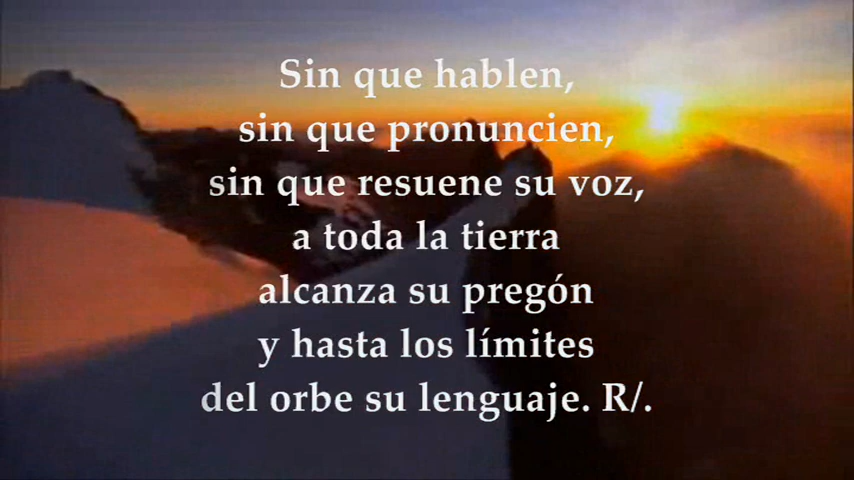 Sin que hablen,
sin que pronuncien,
sin que resuene su voz,
a toda la tierra
alcanza su pregón
y hasta los límites
del orbe su lenguaje. R/.